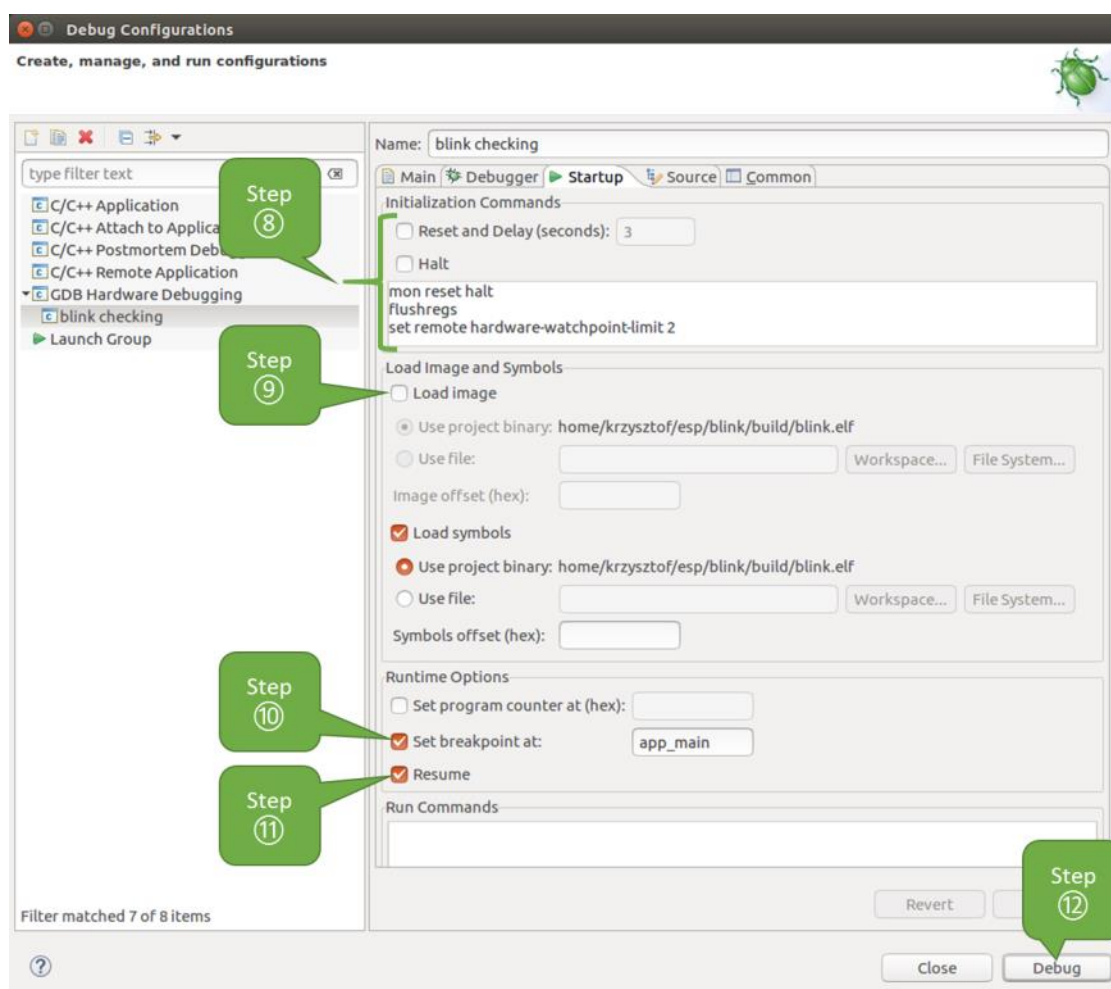 Debug Configurations
Create, manage, and run configurations
type filter text
C/C++ Application
C/C++ Attach to Applica
C/C++ Postmortem Debugg
C/C++ Remote Application
GDB Hardware Debugging
blink checking
Launch Group
Filter matched 7 of 8 items
Name: blink checking
Main Debugger Startup Source Common
Initialization Commands
Reset and Delay (seconds): 3
Halt
mon reset halt
flushregs
set remote hardware-watchpoint-limit 2
Load Image and Symbols
Load image
Use project binary: home/krzysztof/esp/blink/build/blink.elf
Use file: Workspace... File System...
Image offset (hex):
Load symbols
Use project binary: home/krzysztof/esp/blink/build/blink.elf
Use file: Workspace... File System...
Symbols offset (hex):
Runtime Options
Set program counter at (hex):
Set breakpoint at: app_main
Resume
Run Commands
Revert
Close Debug
Step
⑧
Step
⑨
Step
⑩
Step
⑪
Step
⑫